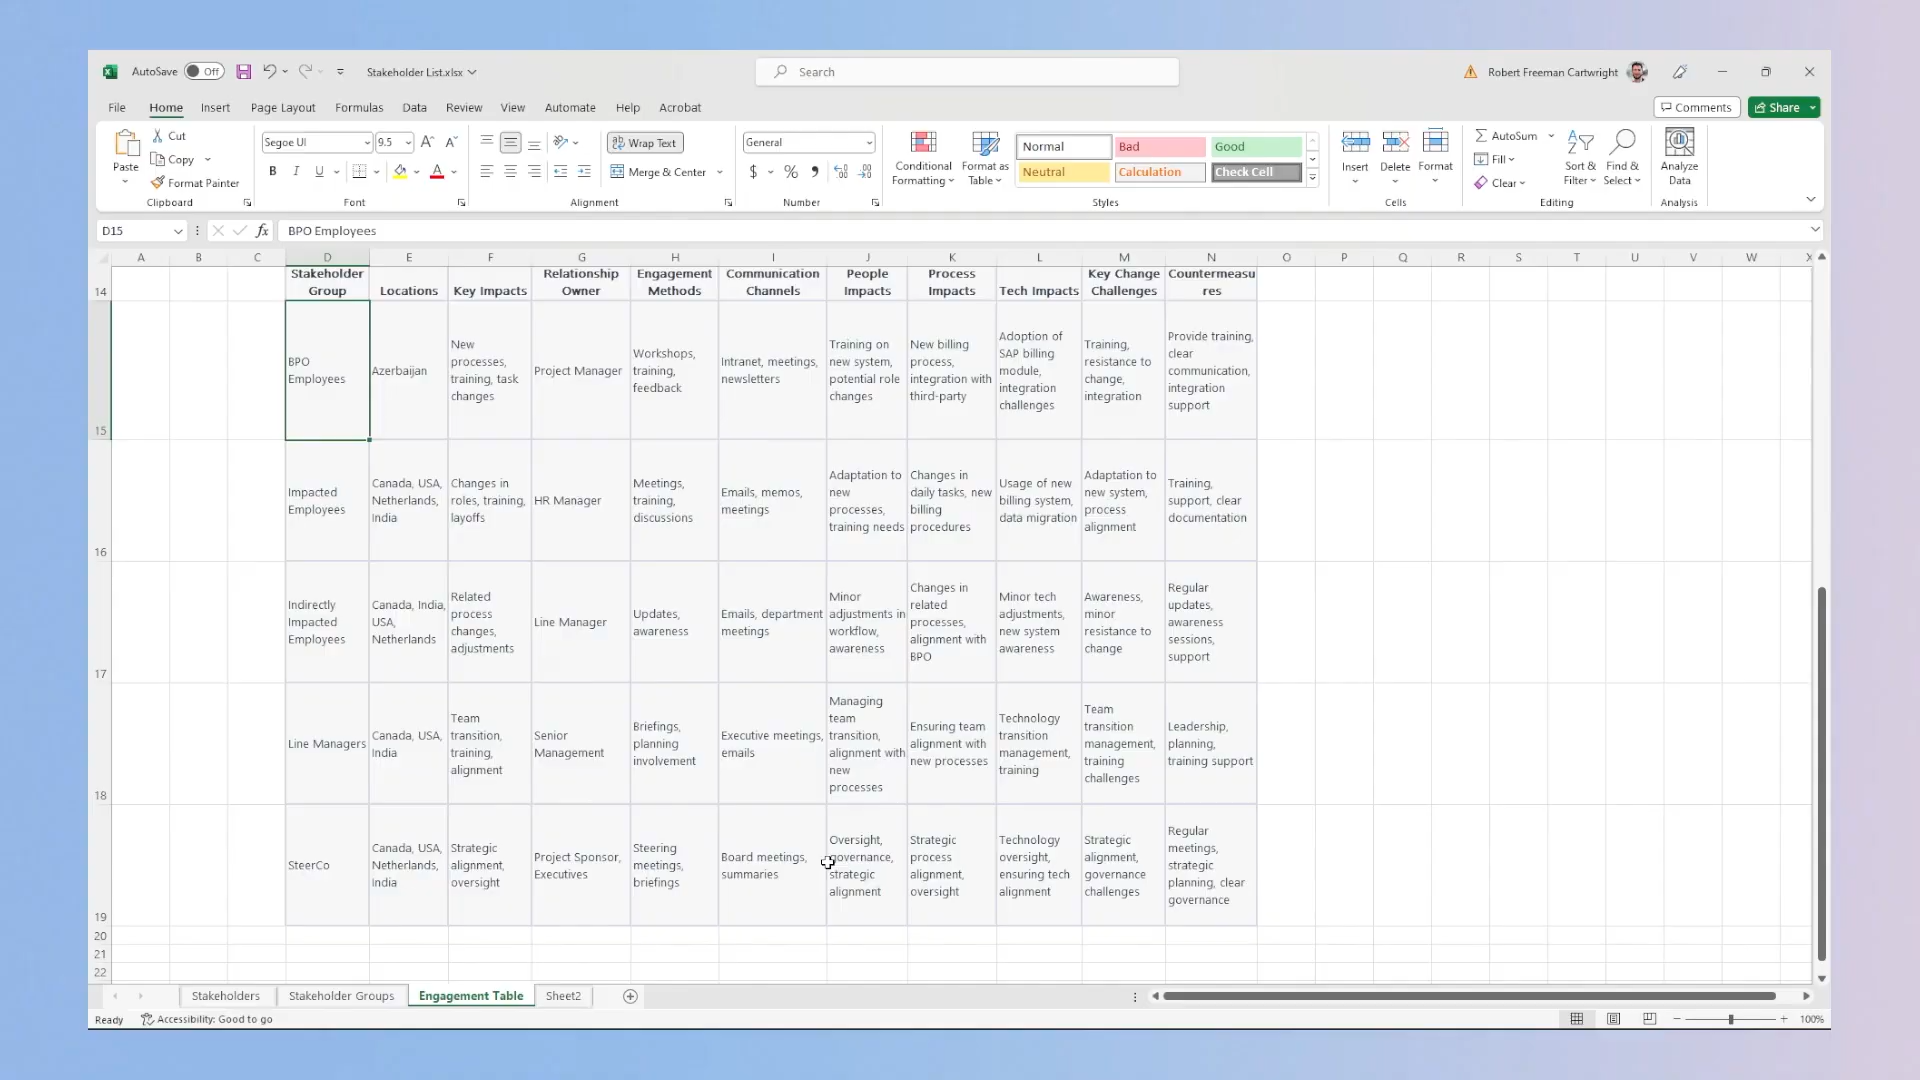 AutoSave Off Stakeholder List.xlsx Search Robert Freeman Cartwright
File Home Insert Page Layout Formulas Data Review View Automate Help Acrobat Comments Share
Paste
Cut
Copy
Format Painter
Clipboard
Segoe UI 9.5
B I U
Font
Wrap Text
Merge & Center
Alignment
General
$ % ,
Number
Conditional
Formatting
Format as
Table
Normal Bad Good
Neutral Calculation Check Cell
Styles
Insert Delete Format
Cells
AutoSum
Fill
Clear
Sort &
Filter
Find &
Select
Editing
Analyze
Data
Analysis
D15 fx BPO Employees
A B C D E F G H I J K L M N O P Q R S T U V W X
14
Stakeholder
Group
Locations
Key Impacts
Relationship
Owner
Engagement
Methods
Communication
Channels
People
Impacts
Process
Impacts
Tech Impacts
Key Change
Challenges
Countermeasu
res
15
BPO
Employees
Azerbaijan
New
processes,
training, task
changes
Project Manager
Workshops,
training,
feedback
Intranet, meetings,
newsletters
Training on
new system,
potential role
changes
New billing
process,
integration with
third-party
Adoption of
SAP billing
module,
integration
challenges
Training,
resistance to
change,
integration
Provide training,
clear
communication,
integration
support
16
Impacted
Employees
Canada, USA,
Netherlands,
India
Changes in
roles, training,
layoffs
HR Manager
Meetings,
training,
discussions
Emails, memos,
meetings
Adaptation to
new
processes,
training needs
Changes in
daily tasks, new
billing
procedures
Usage of new
billing system,
data migration
Adaptation to
new system,
process
alignment
Training,
support, clear
documentation
17
Indirectly
Impacted
Employees
Canada, India,
USA,
Netherlands
Related
process
changes,
adjustments
Line Manager
Updates,
awareness
Emails, department
meetings
Minor
adjustments in
workflow,
awareness
Changes in
related
processes,
alignment with
BPO
Minor tech
adjustments,
new system
awareness
Awareness,
minor
resistance to
change
Regular
updates,
awareness
sessions,
support
18
Line Managers
Canada, USA,
India
Team
transition,
training,
alignment
Senior
Management
Briefings,
planning
involvement
Executive meetings,
emails
Managing
team
transition,
alignment with
new
processes
Ensuring team
alignment with
new processes
Technology
transition
management,
training
Team
transition
management,
training
challenges
Leadership,
planning,
training support
19
SteerCo
Canada, USA,
Netherlands,
India
Strategic
alignment,
oversight
Project Sponsor,
Executives
Steering
meetings,
briefings
Board meetings,
summaries
Oversight,
governance,
strategic
alignment
Strategic
process
alignment,
oversight
Technology
oversight,
ensuring tech
alignment
Strategic
alignment,
governance
challenges
Regular
meetings,
strategic
planning, clear
governance
20
21
22
Stakeholders Stakeholder Groups Engagement Table Sheet2
Ready Accessibility: Good to go 100%